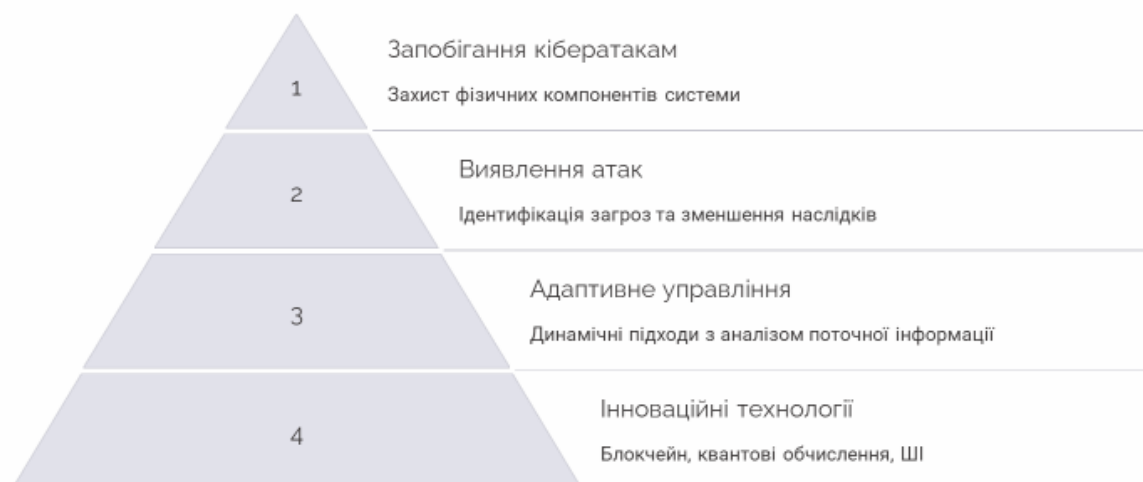 1
Запобігання кібератакам
Захист фізичних компонентів системи
2
Виявлення атак
Ідентифікація загроз та зменшення наслідків
3
Адаптивне управління
Динамічні підходи з аналізом поточної інформації
4
Інноваційні технології
Блокчейн, квантові обчислення, ШІ